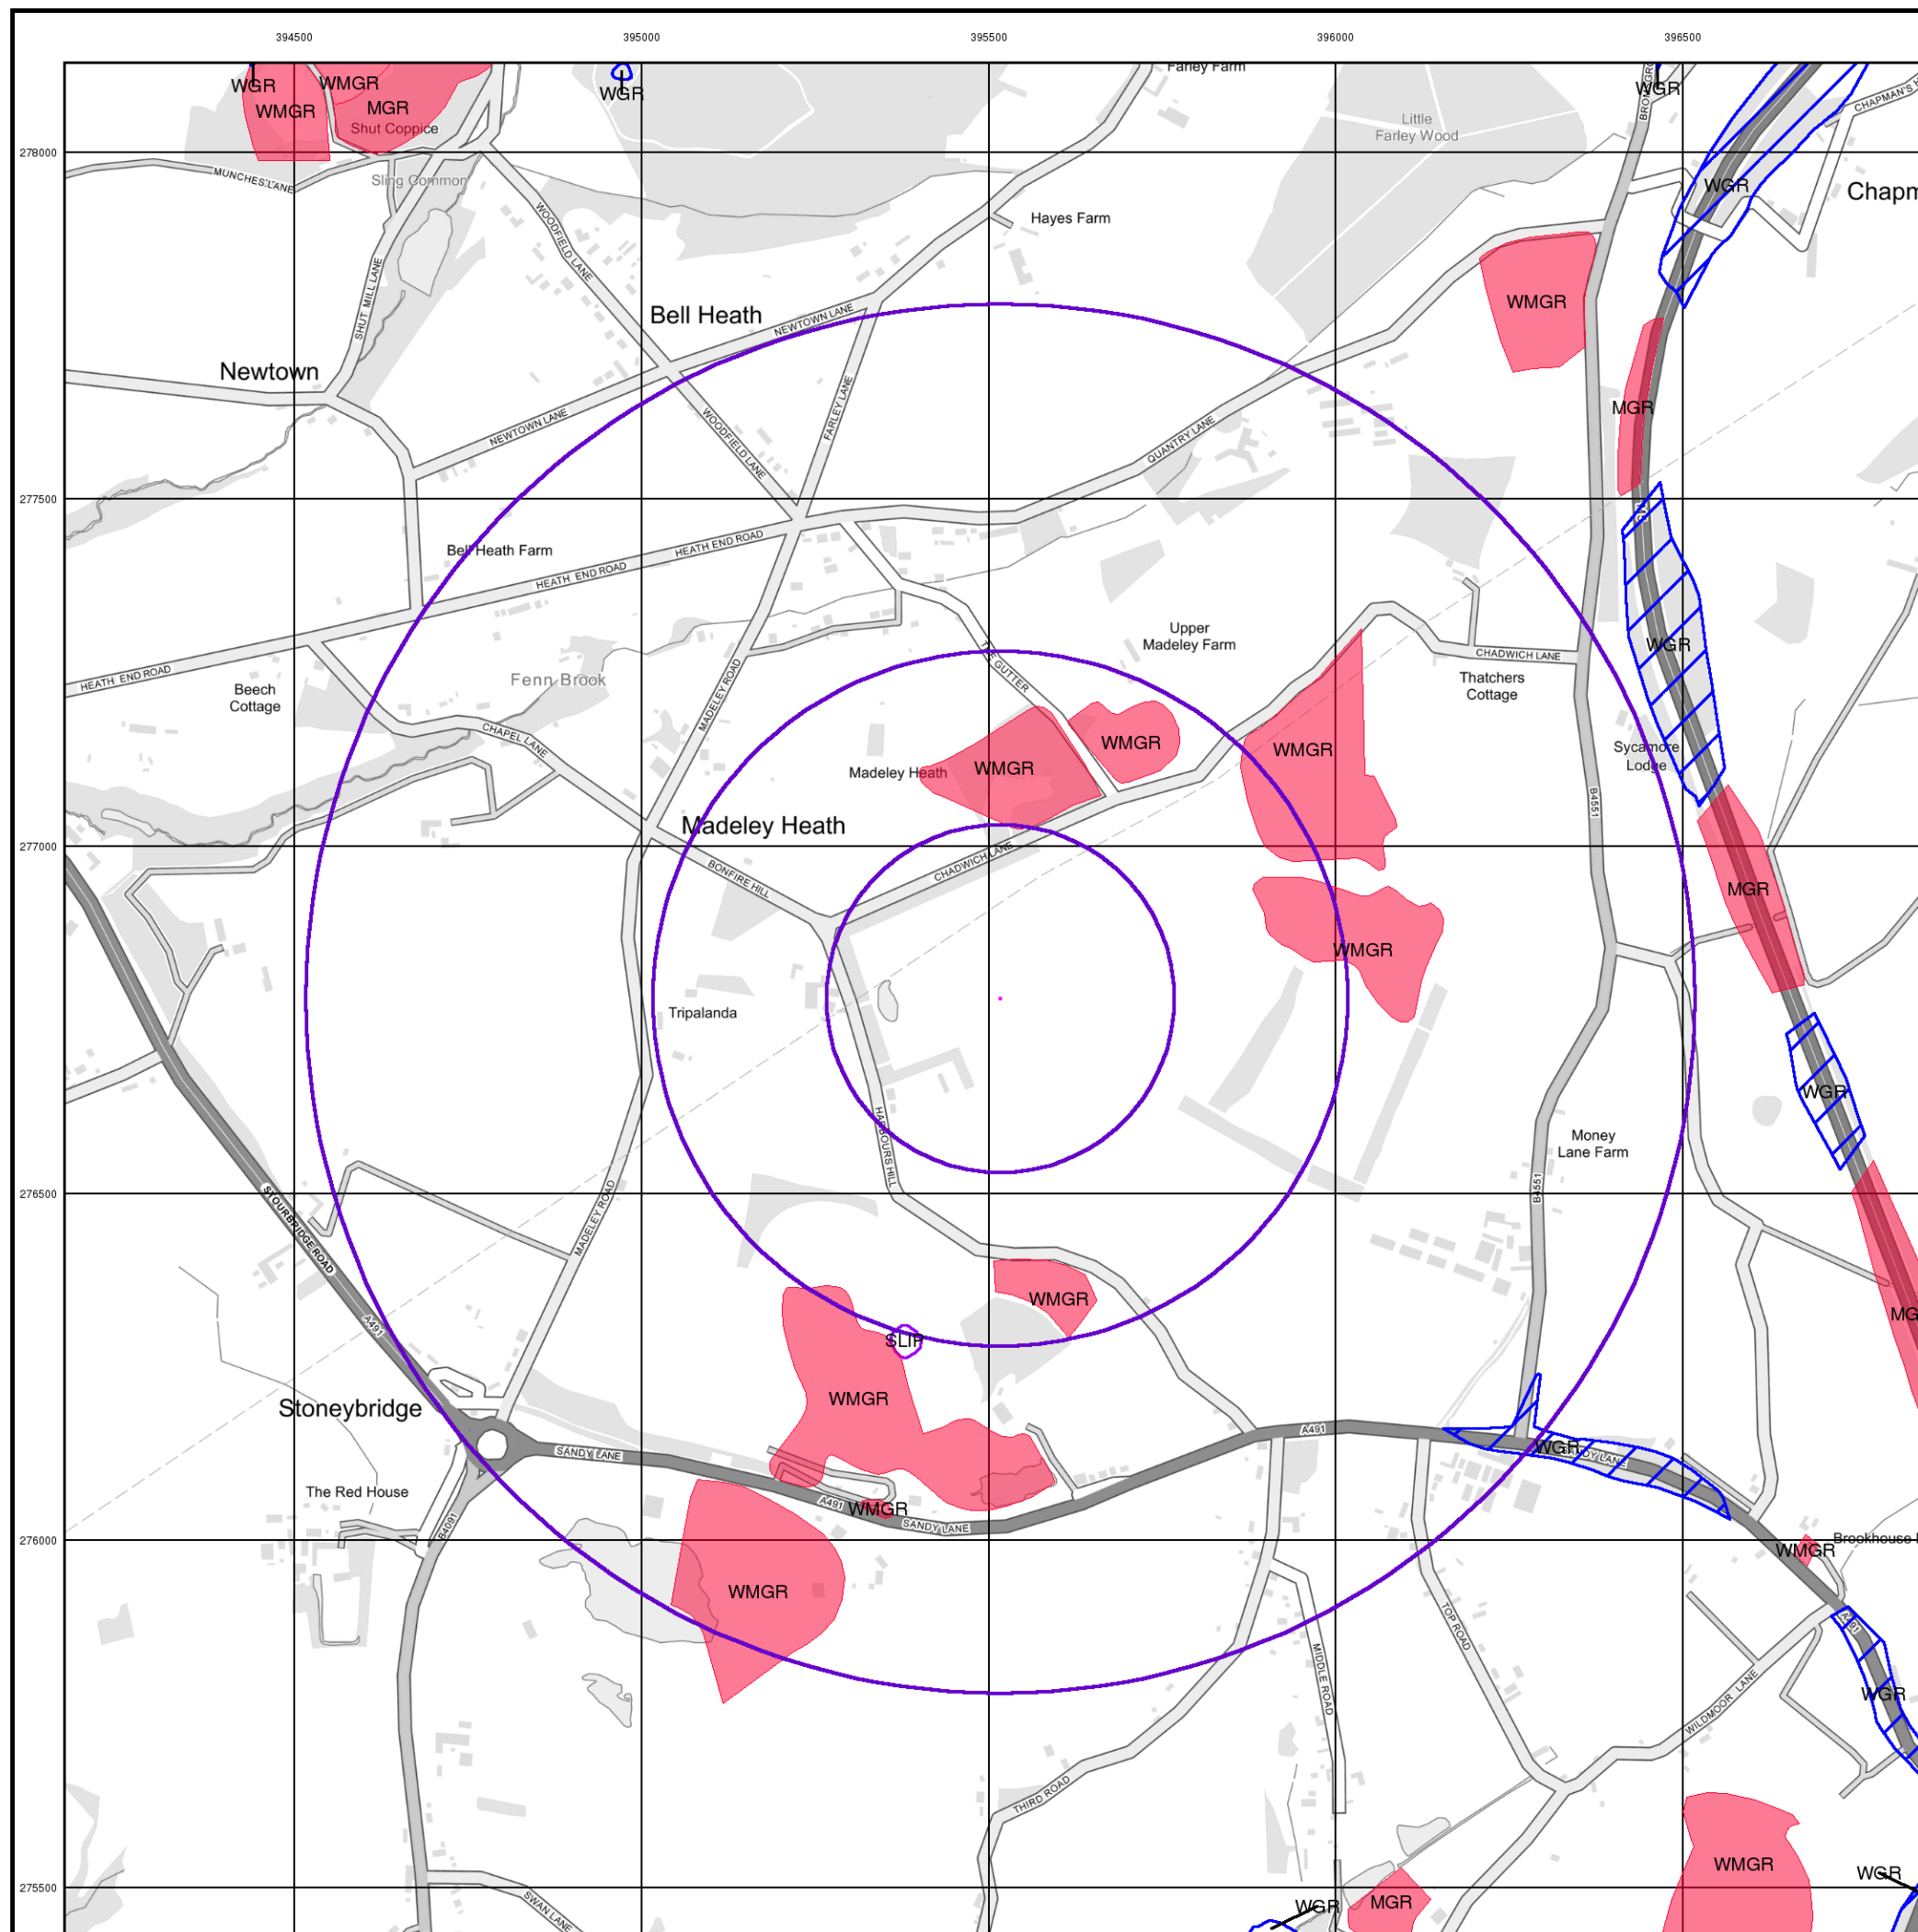 394500 395000 395500 396000 396500
278000
277500
277000
276500
276000
275500
WGR
WMGR
WMGR
MGR
Shut Coppice
WGR
Farley Farm
WGR
CHAPMAN'S H
Little
Farley Wood
MUNCHES LANE
Sling Common
WGR
Chapm
WOODFIELD LANE
Hayes Farm
SHUT MILL LANE
WMGR
Bell Heath
NEWTOWN LANE
Newtown
MGR
FARLEY LANE
WOODFIELD LANE
NEWTOWN LANE
QUANTRY LANE
Bell Heath Farm
HEATH END ROAD
HEATH END ROAD
Upper
Madeley Farm
WGR
CHADWICH LANE
HEATH END ROAD
Fenn Brook
THE GUTTER
Beech
Cottage
Thatchers
Cottage
MADELEY ROAD
CHAPEL LANE
WMGR
WMGR
WMGR
Madeley Heath
Sycamore
Lodge
B4551
Madeley Heath
BONFIRE HILL
CHADWICH LANE
MGR
WMGR
Tripalanda
WGR
HARBOURS HILL
Money
Lane Farm
B4551
MADELEY ROAD
STOURBRIDGE ROAD
A491
WMGR
MG
SLIP
WMGR
Stoneybridge
A491
WGR
SANDY LANE
SANDY LANE
The Red House
A491
WMGR
SANDY LANE
B4091
WMGR
Brookhouse
WMGR
A491
TOP ROAD
MIDDLE ROAD
WILDMOOR LANE
WGR
THIRD ROAD
WMGR
WGR
SWAN LANE
WGR
MGR